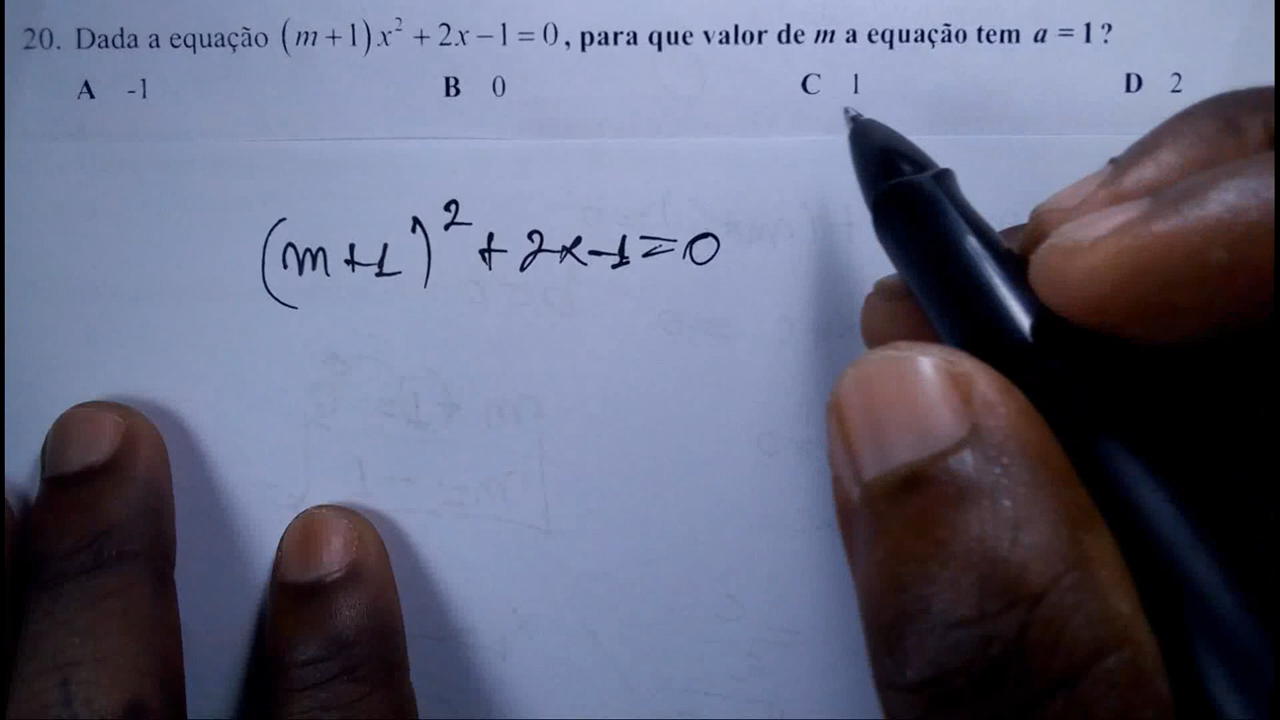 20. Dada a equação (m+1)x²+2x−1=0, para que valor de m a equação tem a = 1?
A -1 B 0 C 1 D 2
(m+1)²+2x-1=0